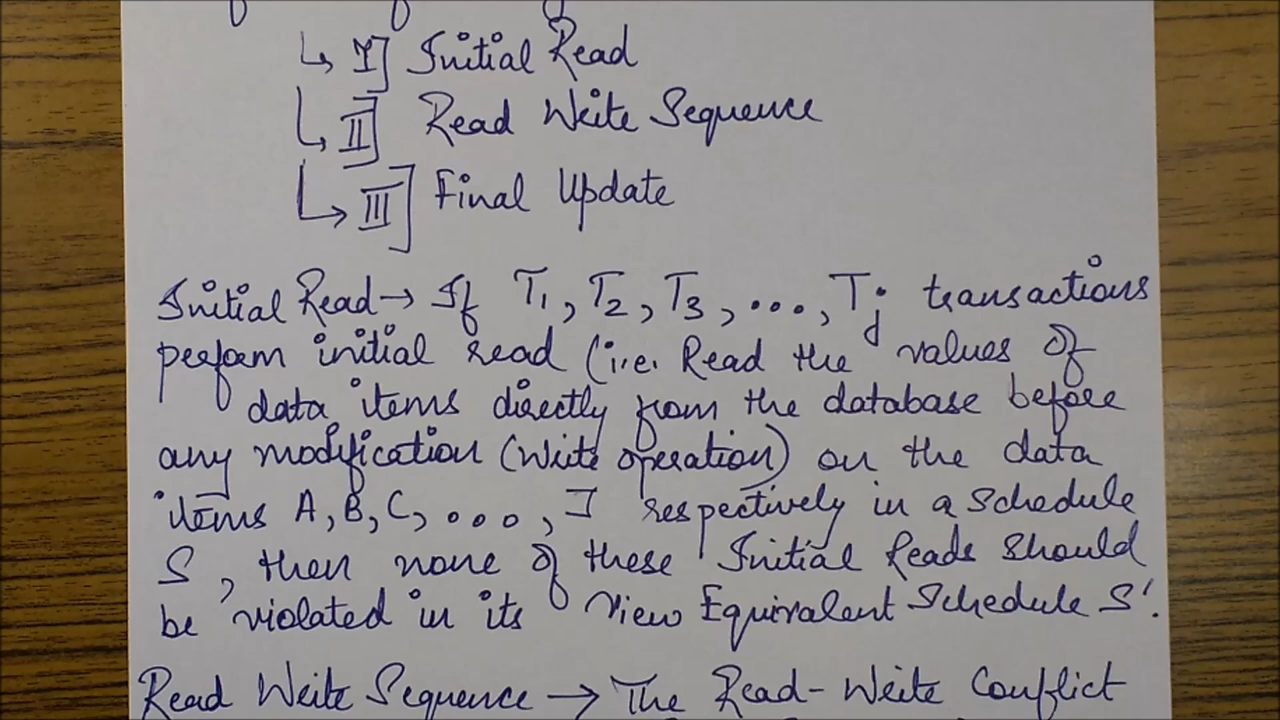 ↳ I] Initial Read
↳ II] Read Write Sequence
↳ III] Final Update
Initial Read → If T1, T2, T3, ..., Tj transactions
perform initial read (i.e. Read the values of
data items directly from the database before
any modification (Write operation) on the data
items A, B, C, ..., J respectively in a Schedule
S, then none of these Initial Reads Should
be violated in its View Equivalent Schedule S'.
Read Write Sequence → The Read-Write Conflict